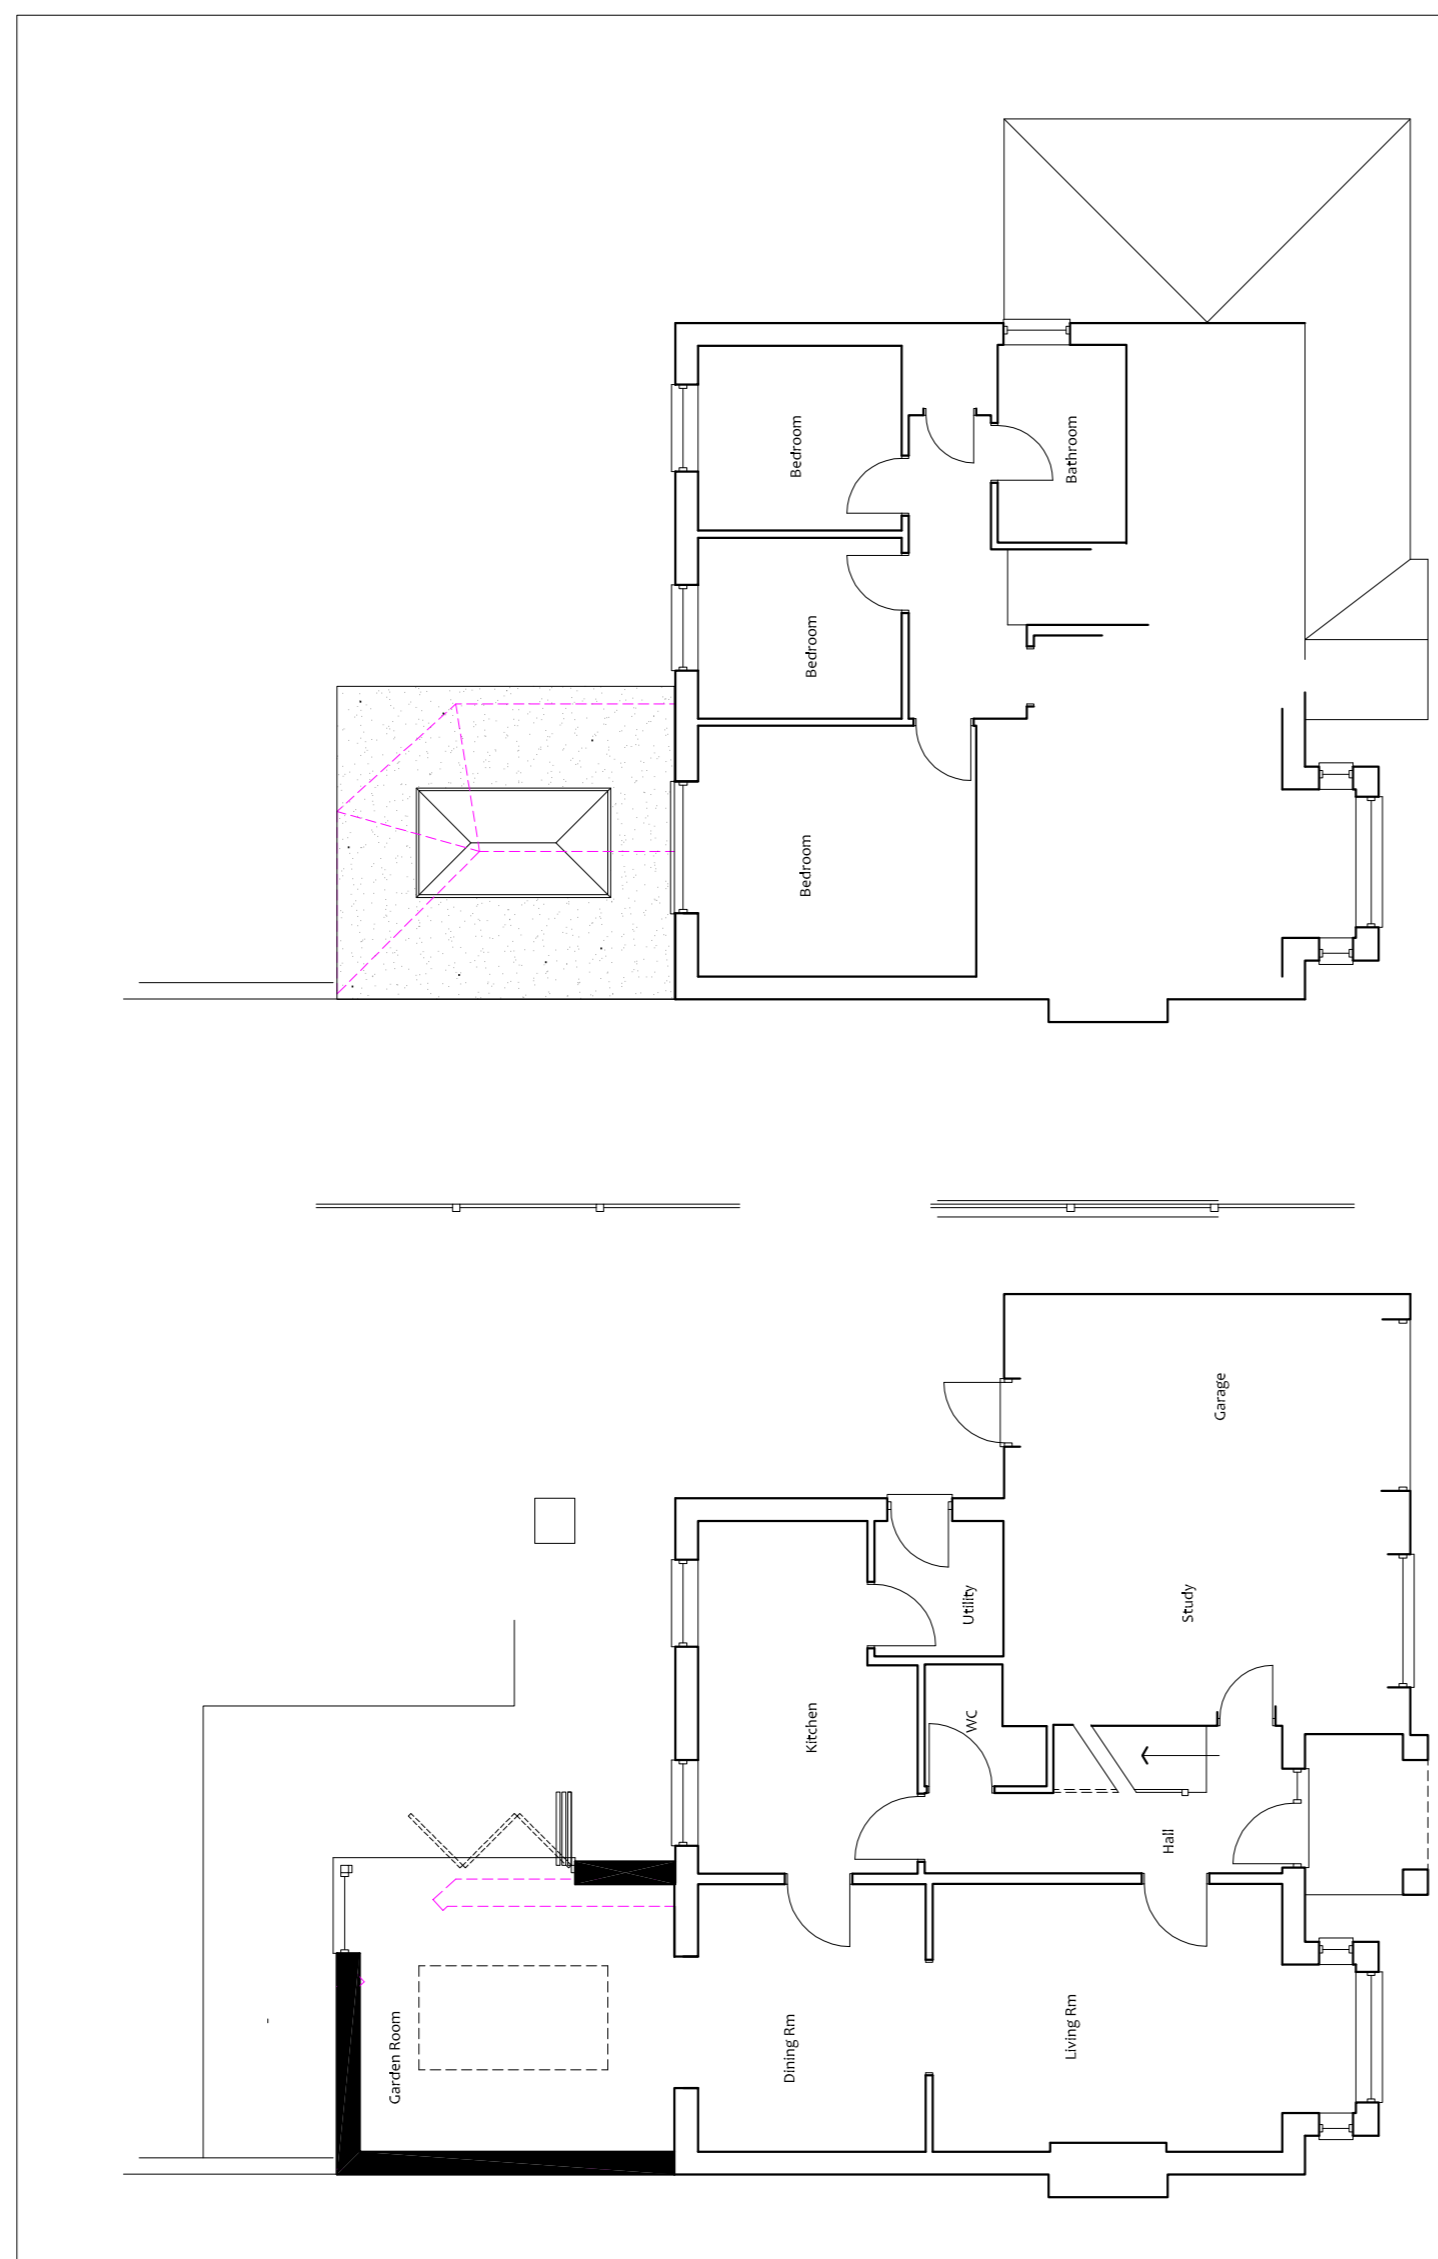 Bedroom
Bedroom
Bedroom
Bathroom
Garden Room
Dining Rm
Living Rm
Kitchen
WC
Hall
Utility
Study
Garage